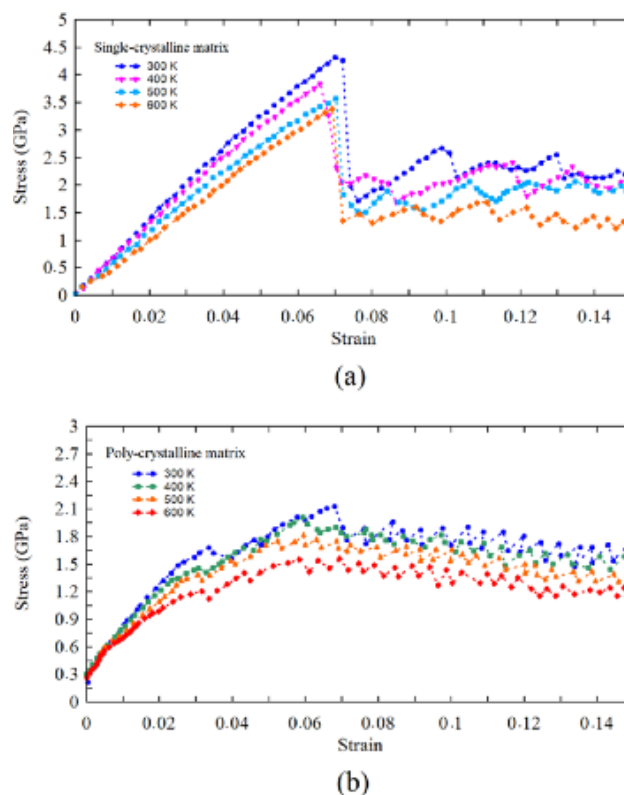 5
4.5
4
3.5
3
2.5
2
1.5
1
0.5
0
Stress (GPa)
Single-crystalline matrix
300 K
400 K
500 K
600 K
0 0.02 0.04 0.06 0.08 0.1 0.12 0.14
Strain
(a)
3
2.7
2.4
2.1
1.8
1.5
1.2
0.9
0.6
0.3
0
Stress (GPa)
Poly-crystalline matrix
300 K
400 K
500 K
600 K
0 0.02 0.04 0.06 0.08 0.1 0.12 0.14
Strain
(b)